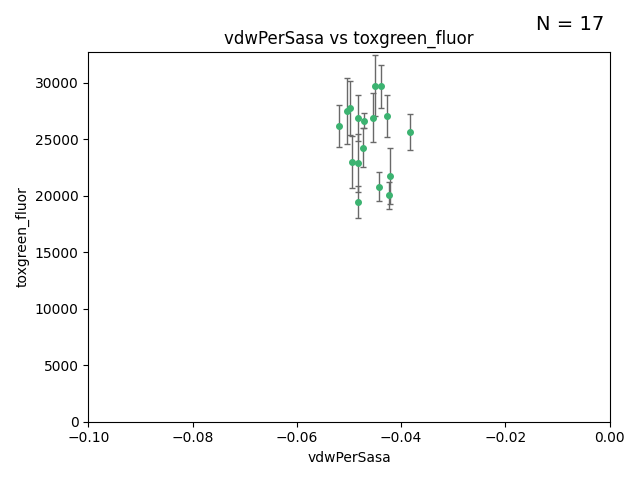 N = 17
vdwPerSasa vs toxgreen_fluor
30000
25000
20000
15000
10000
5000
0
toxgreen_fluor
−0.10 −0.08 −0.06 −0.04 −0.02 0.00
vdwPerSasa